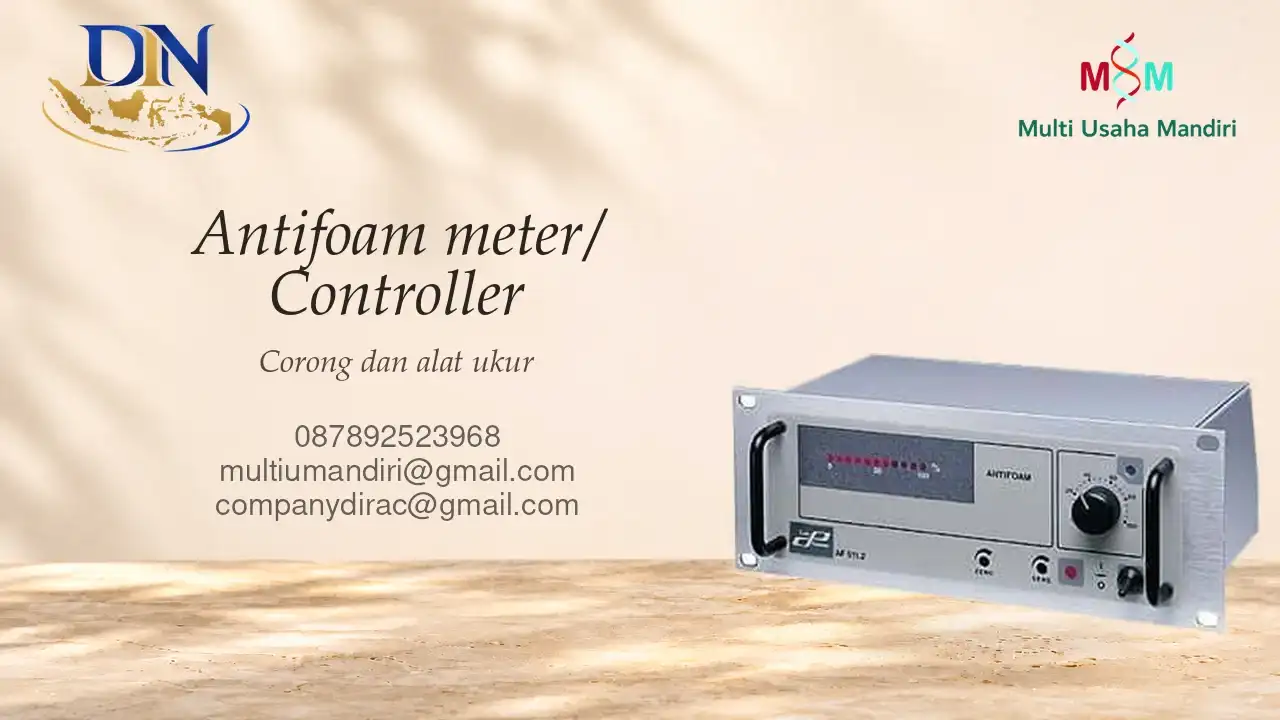 DN
M M
Multi Usaha Mandiri
Antifoam meter/
Controller
Corong dan alat ukur
087892523968
multiumandiri@gmail.com
companydirac@gmail.com
ANTIFOAM
ZERO